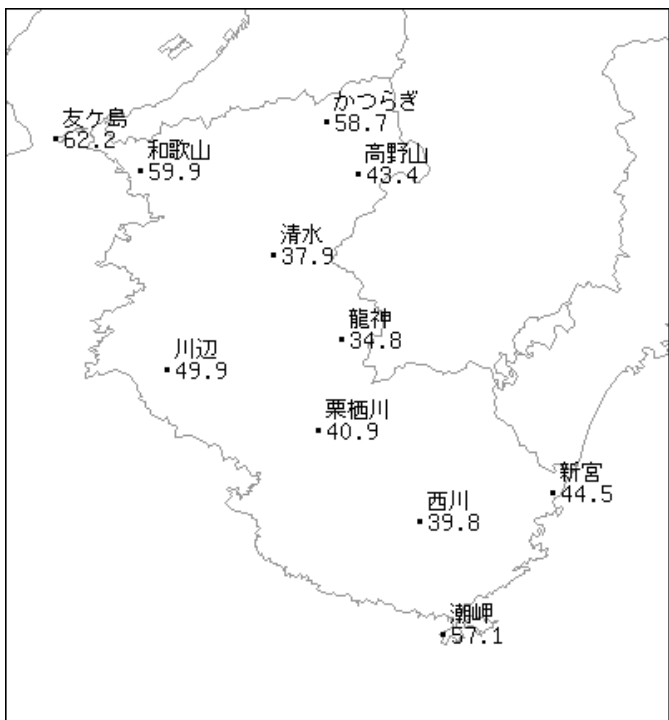 かつらぎ
58.7
友ケ島
62.2
和歌山
59.9
高野山
43.4
清水
37.9
龍神
34.8
川辺
49.9
栗栖川
40.9
新宮
44.5
西川
39.8
潮岬
57.1